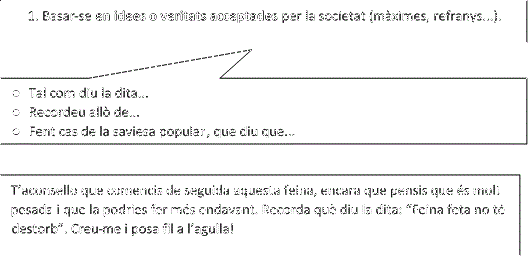 1. Basar-se en idees o veritats acceptades per la societat (màximes, refranys...).
○ Tal com diu la dita...
○ Recordeu allò de...
○ Fent cas de la saviesa popular, que diu que...
T'aconsello que comencis de seguida aquesta feina, encara que pensis que és molt
pesada i que la podries fer més endavant. Recorda què diu la dita: "Feina feta no té
destorb". Creu-me i posa fil a l'agulla!